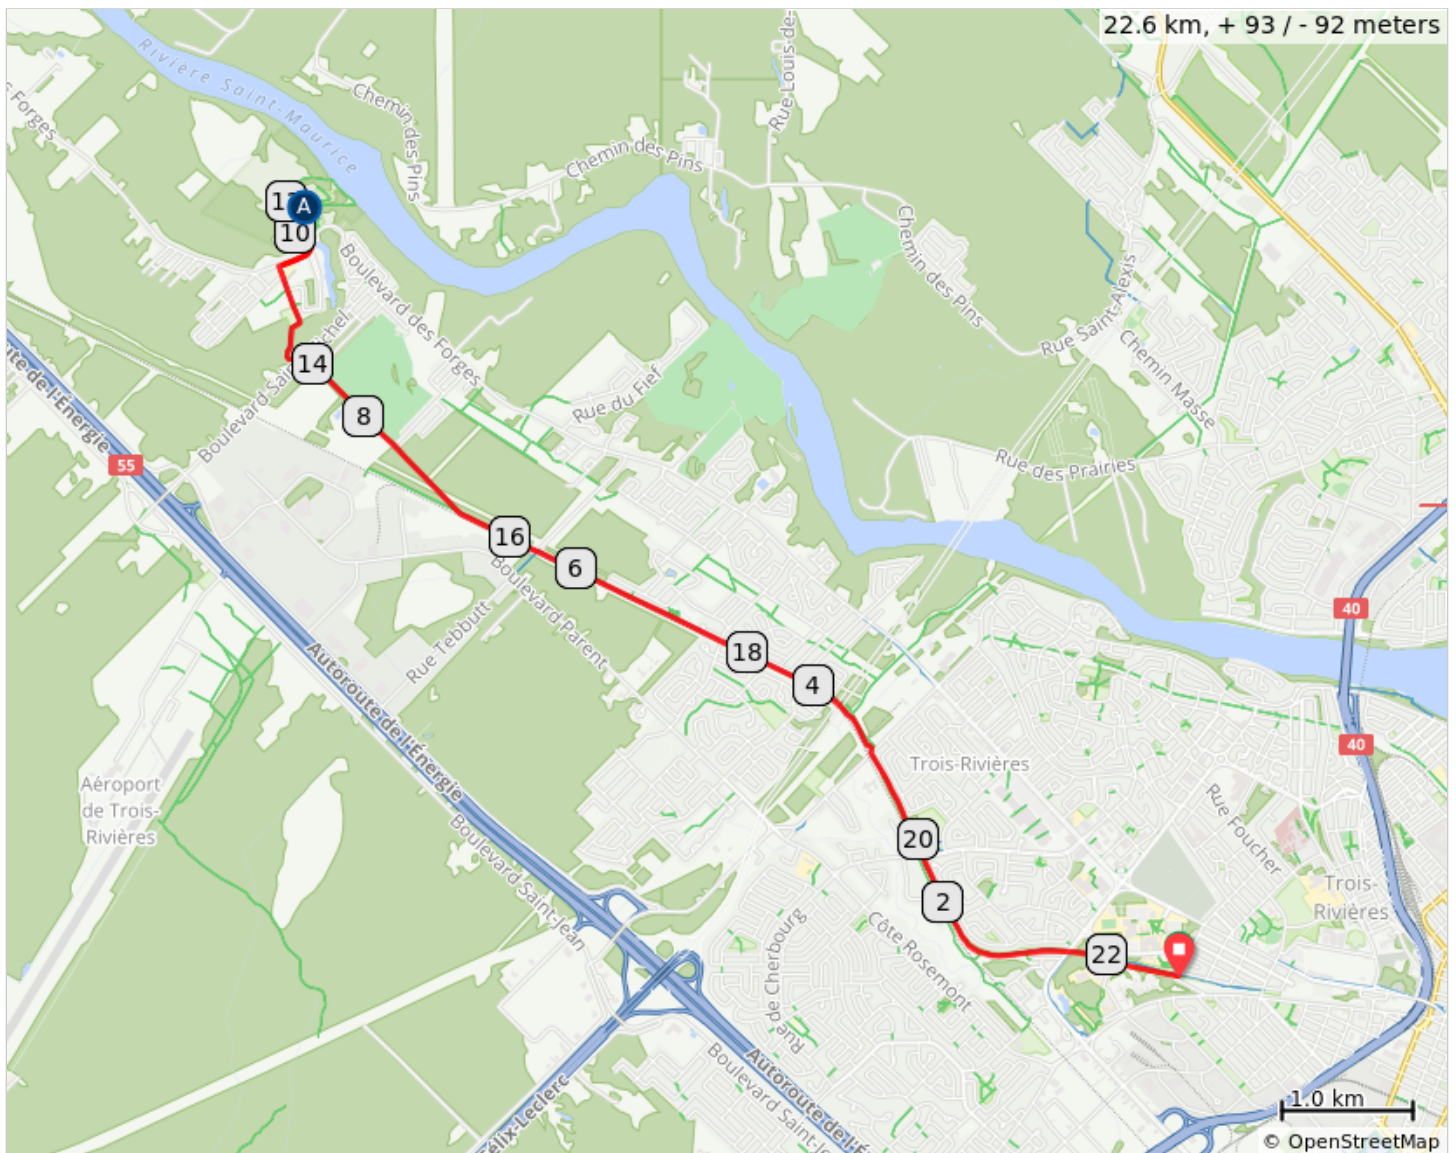 22.6 km, + 93 / - 92 meters
Rivière Saint-Maurice
Chemin des Pins
Rue Louis-de-
s Forges
Chemin des Pins
A
10
Boulevard des Forges
Chemin des Pins
Rue Saint-Alexis
Chemin Masse
14
8
Rue du Fief
Rue des Prairies
55
16
6
Boulevard Parent
Rue Tebbutt
40
18
4
Autoroute de l'Énergie
40
Trois-Rivières
Aéroport
de Trois-
Rivières
Rue Foucher
20
2
Trois-
Rivières
Boulevard Saint-Jean
Côte Rosemont
Rue de Cherbourg
22
Rue
Autoroute de l'É
Boulevard Saint-J
élix-Leclerc
1.0 km
© OpenStreetMap